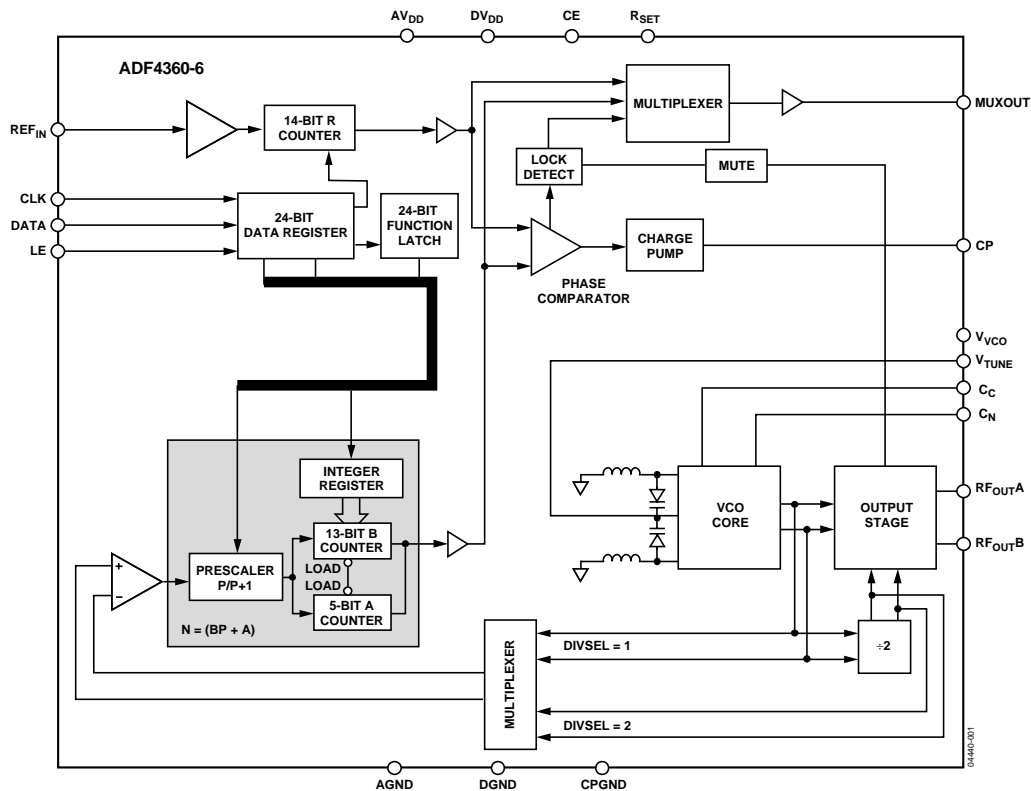 AVDD
DVDD
CE
RSET
ADF4360-6
REFIN
14-BIT R
COUNTER
MULTIPLEXER
MUXOUT
LOCK
DETECT
MUTE
CLK
DATA
LE
24-BIT
DATA REGISTER
24-BIT
FUNCTION
LATCH
PHASE
COMPARATOR
CHARGE
PUMP
CP
VVCO
VTUNE
CC
CN
INTEGER
REGISTER
13-BIT B
COUNTER
LOAD
LOAD
5-BIT A
COUNTER
PRESCALER
P/P+1
+
–
N = (BP + A)
VCO
CORE
OUTPUT
STAGE
RFOUTA
RFOUTB
MULTIPLEXER
DIVSEL = 1
DIVSEL = 2
÷2
04440-001
AGND
DGND
CPGND